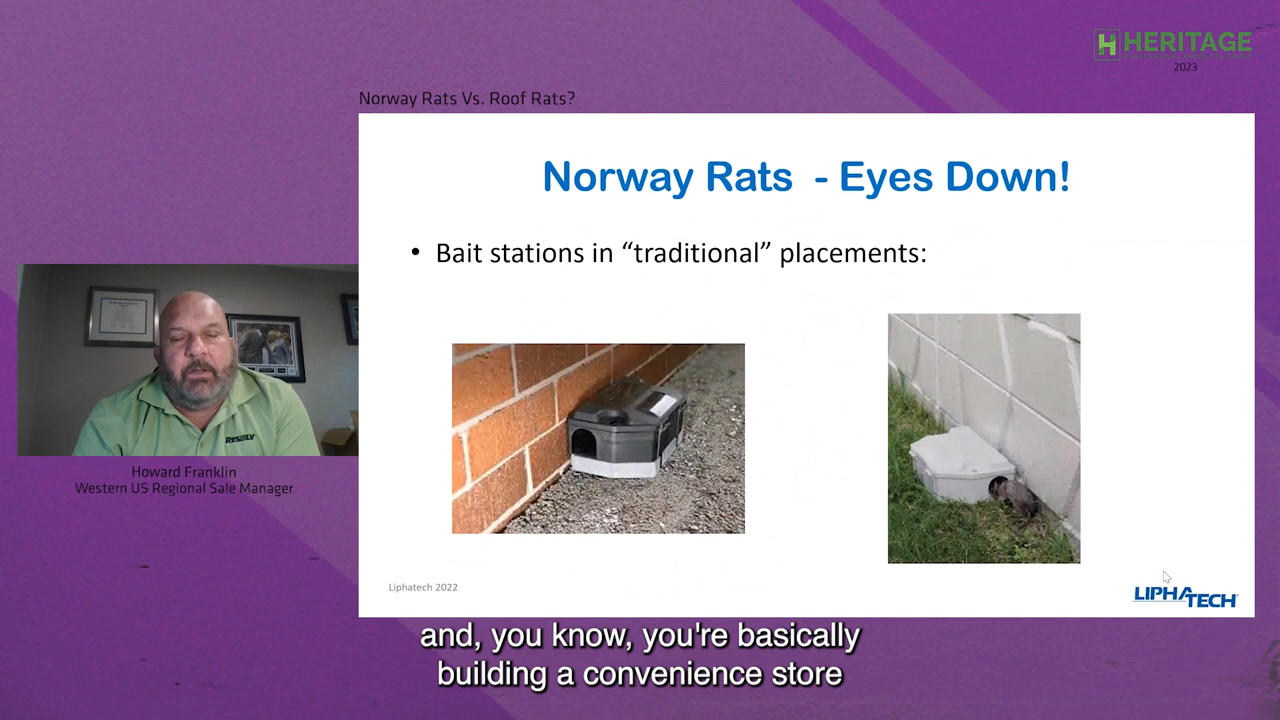 HERITAGE
2023
Norway Rats Vs. Roof Rats?
Norway Rats - Eyes Down!
• Bait stations in “traditional” placements:
RESOLV
Howard Franklin
Western US Regional Sale Manager
Liphatech 2022
LIPHATECH
and, you know, you're basically
building a convenience store